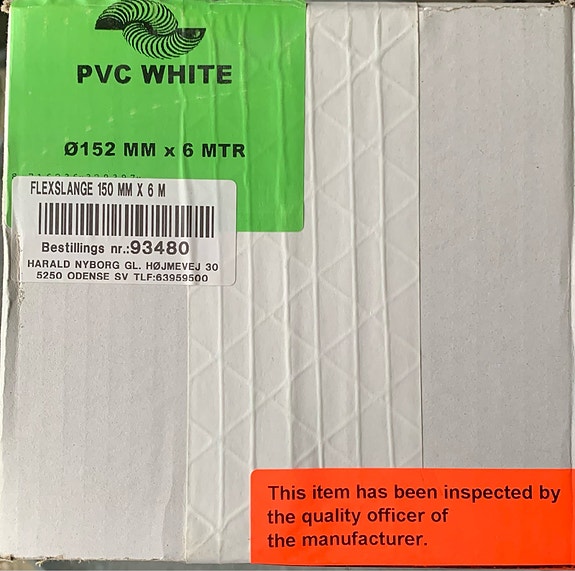 PVC WHITE
Ø152 MM x 6 MTR
FLEXSLANGE 150 MM X 6 M
Bestillings nr.:93480
HARALD NYBORG GL. HØJMEVEJ 30
5250 ODENSE SV TLF:63959500
This item has been inspected by
the quality officer of
the manufacturer.